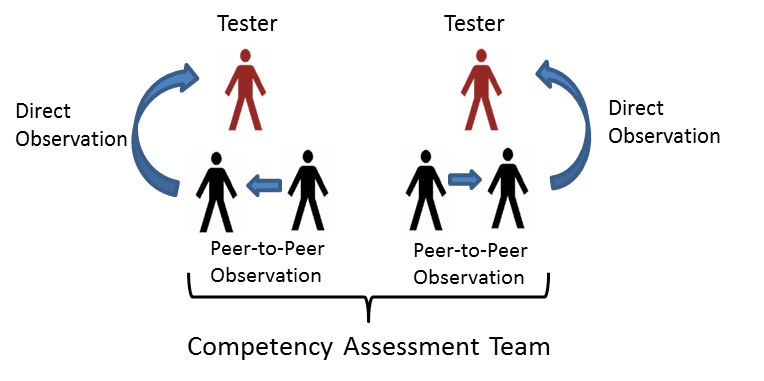 Tester
Tester
Direct
Observation
Direct
Observation
Peer-to-Peer
Observation
Peer-to-Peer
Observation
Competency Assessment Team